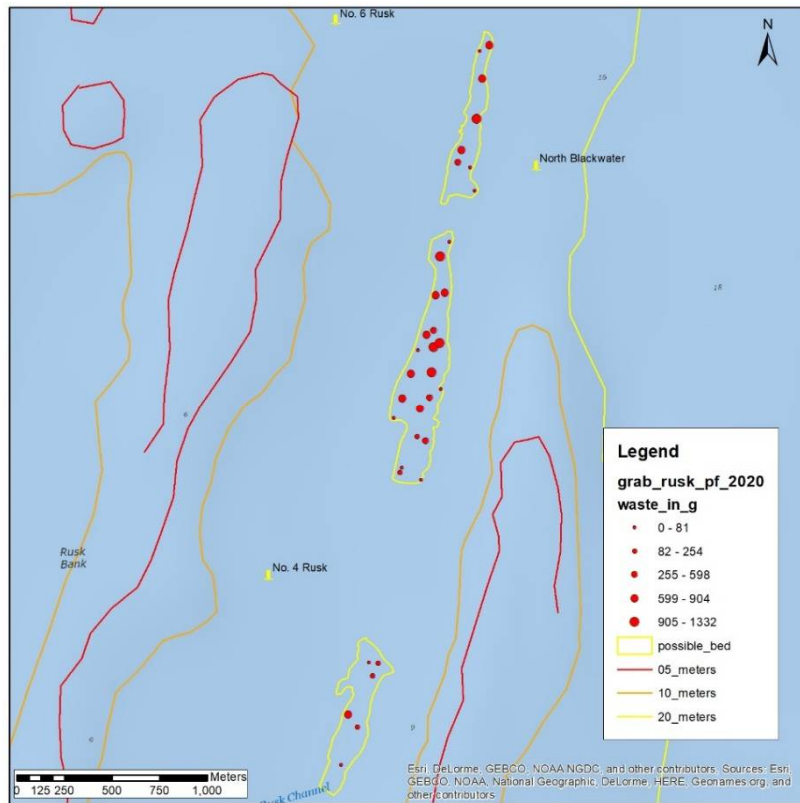 No. 6 Rusk
N
North Blackwater
Rusk
Bank
No. 4 Rusk
Legend
grab_rusk_pf_2020
waste_in_g
0 - 81
82 - 254
255 - 598
599 - 904
905 - 1332
possible_bed
05_meters
10_meters
20_meters
Meters
0 125 250 500 750 1,000
Rusk Channel
Esri, DeLorme, GEBCO, NOAA NGDC, and other contributors, Sources: Esri,
GEBCO, NOAA, National Geographic, DeLorme, HERE, Geonames.org, and
other contributors